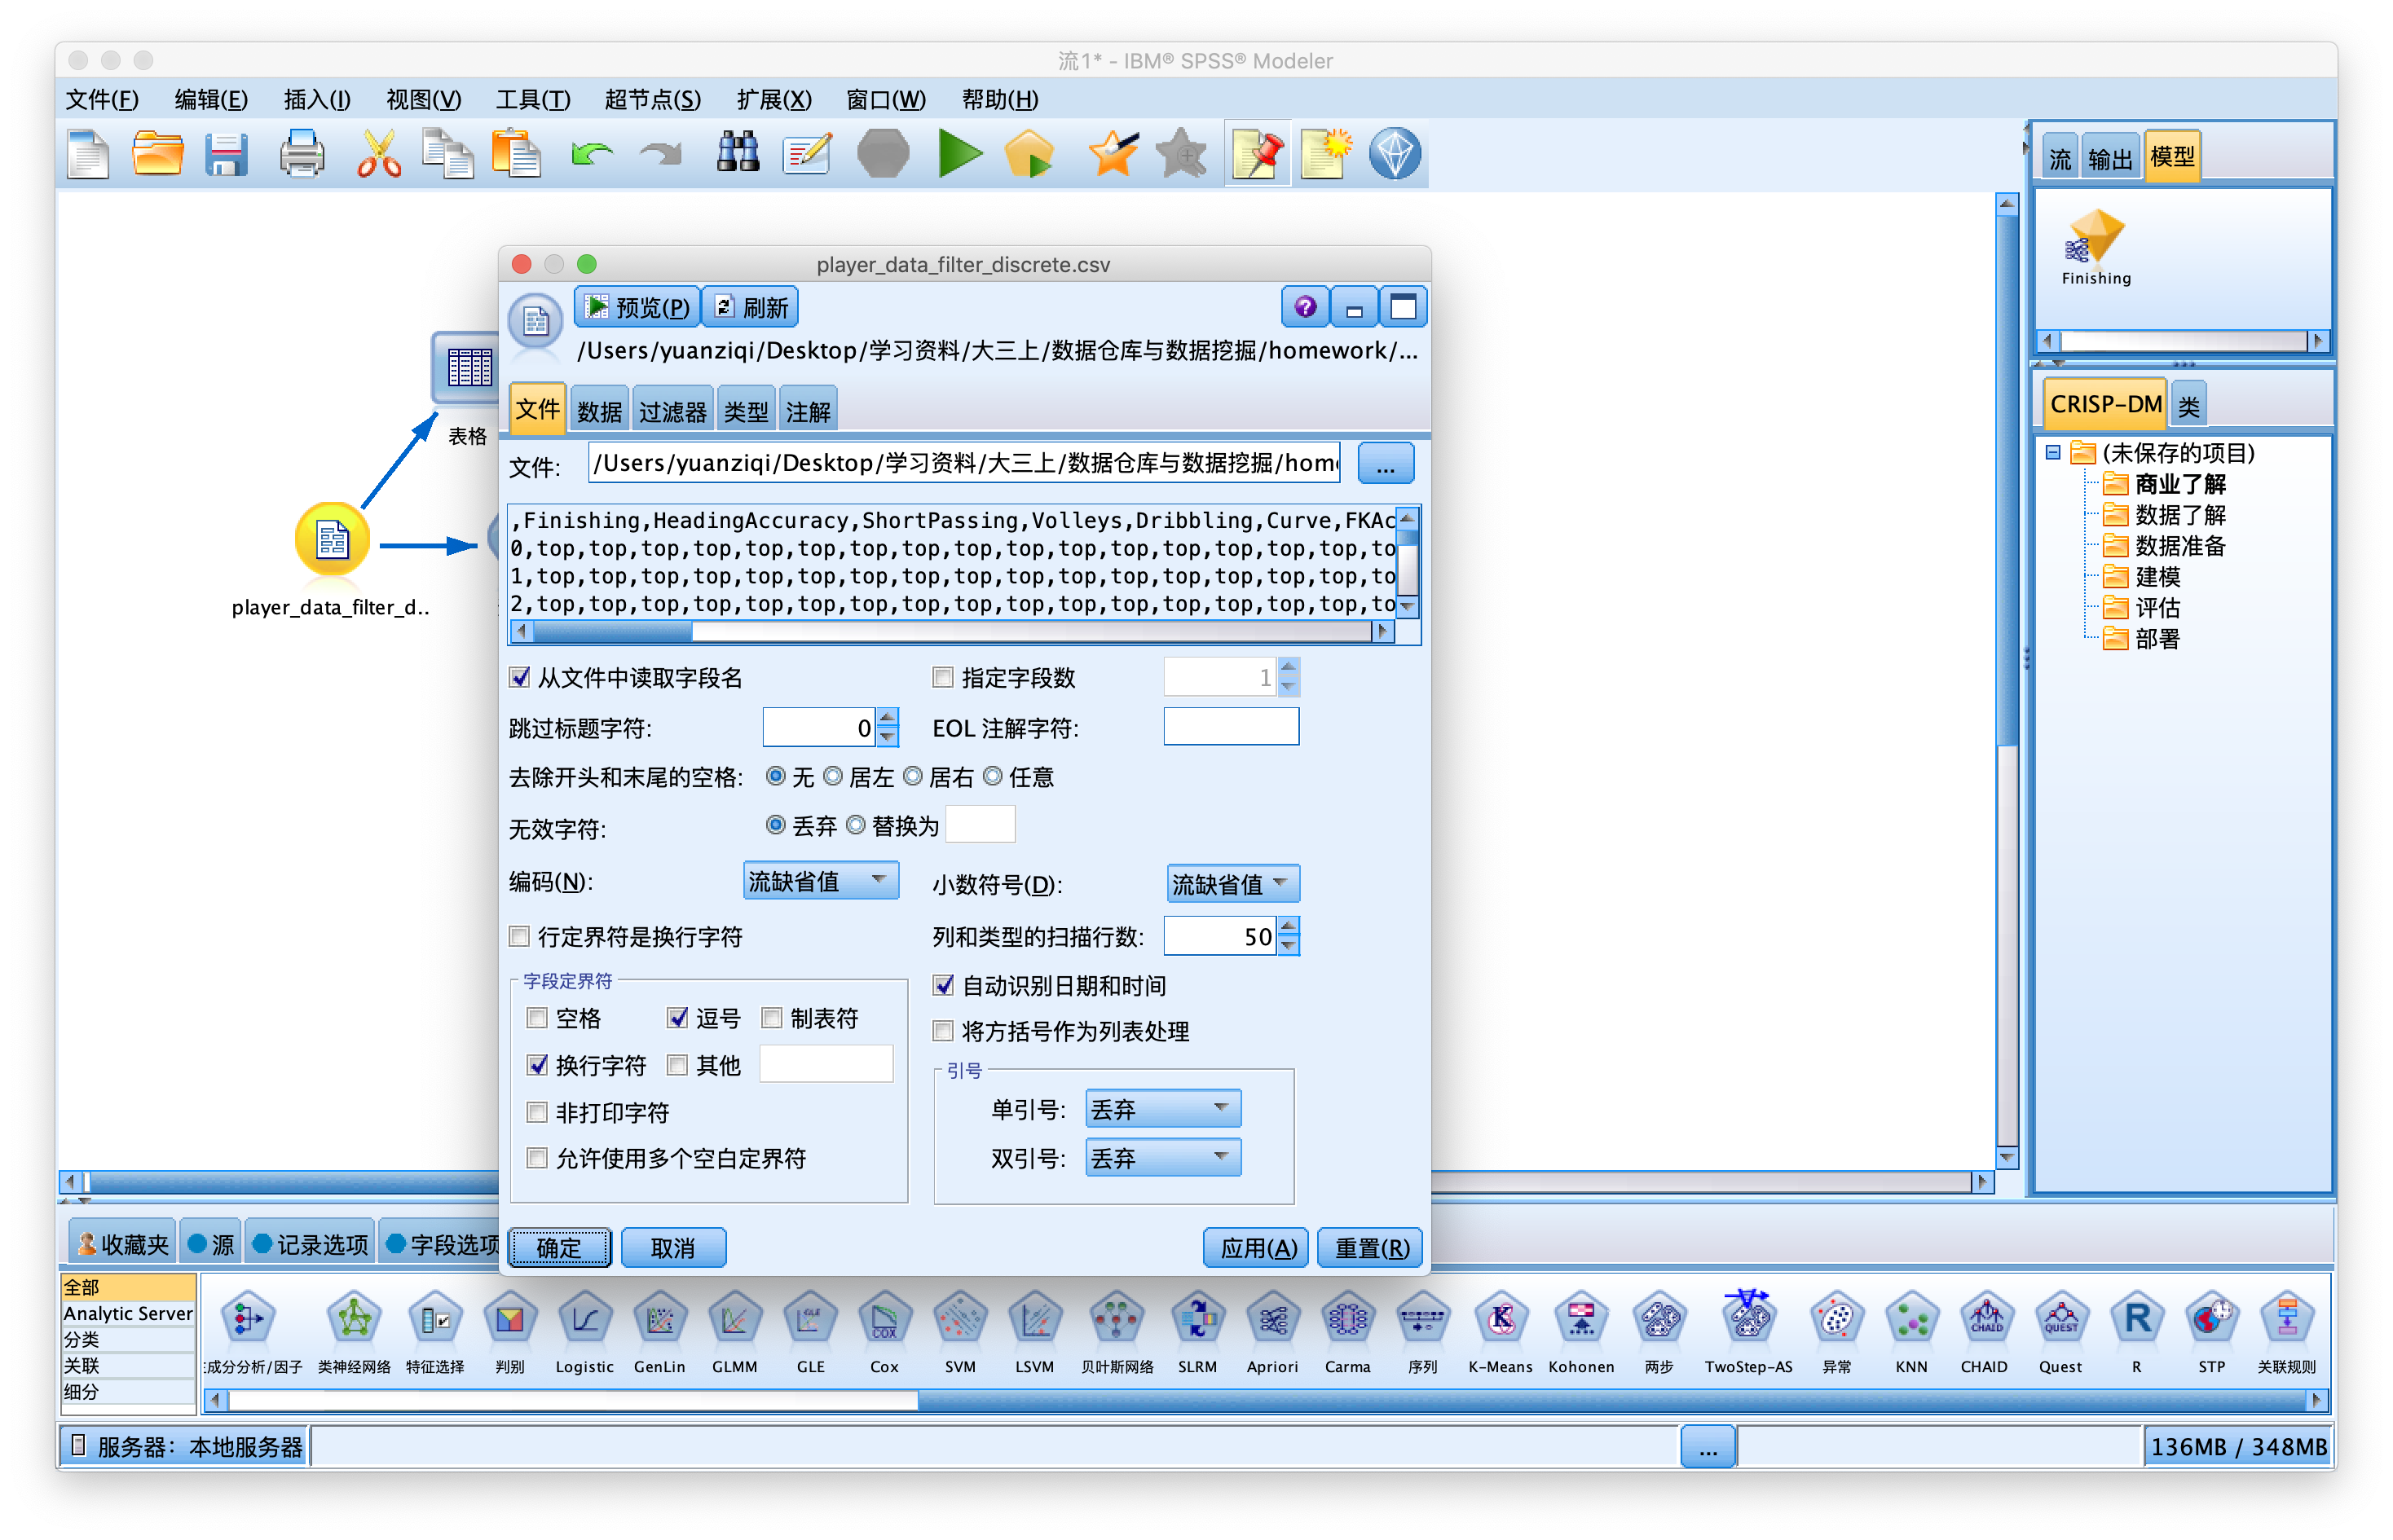 流1* - IBM® SPSS® Modeler
文件(F) 编辑(E) 插入(I) 视图(V) 工具(T) 超节点(S) 扩展(X) 窗口(W) 帮助(H)
流 输出 模型
Finishing
CRISP-DM 类
(未保存的项目)
商业了解
数据了解
数据准备
建模
评估
部署
表格
player_data_filter_d..
player_data_filter_discrete.csv
预览(P) 刷新
/Users/yuanziqi/Desktop/学习资料/大三上/数据仓库与数据挖掘/homework/...
文件 数据 过滤器 类型 注解
文件: /Users/yuanziqi/Desktop/学习资料/大三上/数据仓库与数据挖掘/hom ...
,Finishing,HeadingAccuracy,ShortPassing,Volleys,Dribbling,Curve,FKAc
0,top,top,top,top,top,top,top,top,top,top,top,top,top,top,top,top,to
1,top,top,top,top,top,top,top,top,top,top,top,top,top,top,top,top,to
2,top,top,top,top,top,top,top,top,top,top,top,top,top,top,top,top,to
从文件中读取字段名 指定字段数 1
跳过标题字符: 0 EOL 注解字符:
去除开头和末尾的空格: 无 居左 居右 任意
无效字符: 丢弃 替换为
编码(N): 流缺省值 小数符号(D): 流缺省值
行定界符是换行字符 列和类型的扫描行数: 50
字段定界符
空格 逗号 制表符
换行字符 其他
非打印字符
允许使用多个空白定界符
自动识别日期和时间
将方括号作为列表处理
引号
单引号: 丢弃
双引号: 丢弃
确定 取消 应用(A) 重置(R)
收藏夹 源 记录选项 字段选项
全部
Analytic Server
分类
关联
细分
成分分析/因子 类神经网络 特征选择 判别 Logistic GenLin GLMM GLE Cox SVM LSVM 贝叶斯网络 SLRM Apriori Carma 序列 K-Means Kohonen 两步 TwoStep-AS 异常 KNN CHAID Quest R STP 关联规则
服务器: 本地服务器 ... 136MB / 348MB